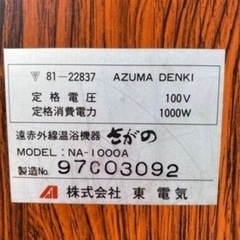 〒 81-22837 AZUMA DENKI
定格電圧 100V
定格消費電力 1000W
遠赤外線温浴機器 さがの
MODEL: NA-1000A
製造No. 97C03092
株式会社 東電気